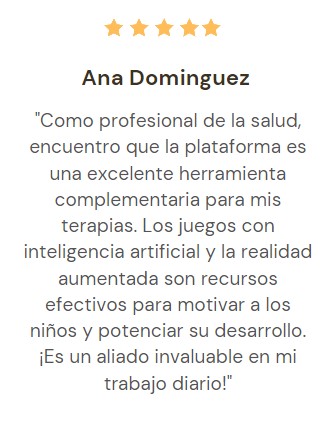 Ana Dominguez
"Como profesional de la salud,
encuentro que la plataforma es
una excelente herramienta
complementaria para mis
terapias. Los juegos con
inteligencia artificial y la realidad
aumentada son recursos
efectivos para motivar a los
niños y potenciar su desarrollo.
¡Es un aliado invaluable en mi
trabajo diario!"